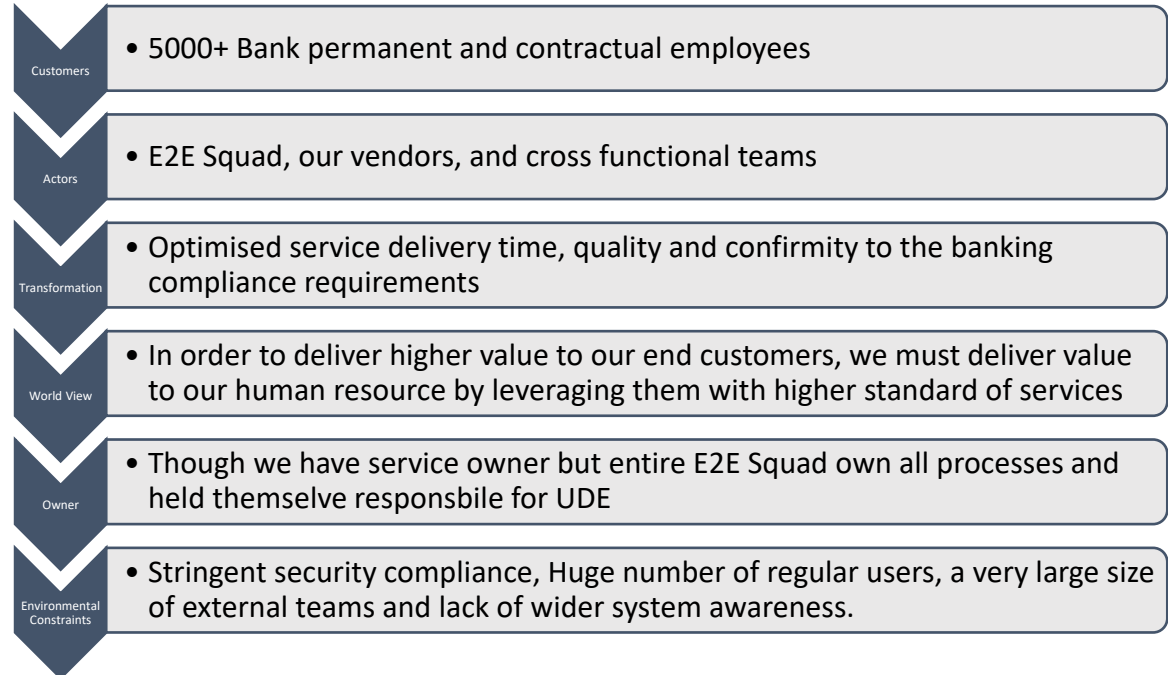 Customers
• 5000+ Bank permanent and contractual employees
Actors
• E2E Squad, our vendors, and cross functional teams
Transformation
• Optimised service delivery time, quality and confirmity to the banking
compliance requirements
World View
• In order to deliver higher value to our end customers, we must deliver value
to our human resource by leveraging them with higher standard of services
Owner
• Though we have service owner but entire E2E Squad own all processes and
held themselve responsbile for UDE
Environmental
Constraints
• Stringent security compliance, Huge number of regular users, a very large size
of external teams and lack of wider system awareness.